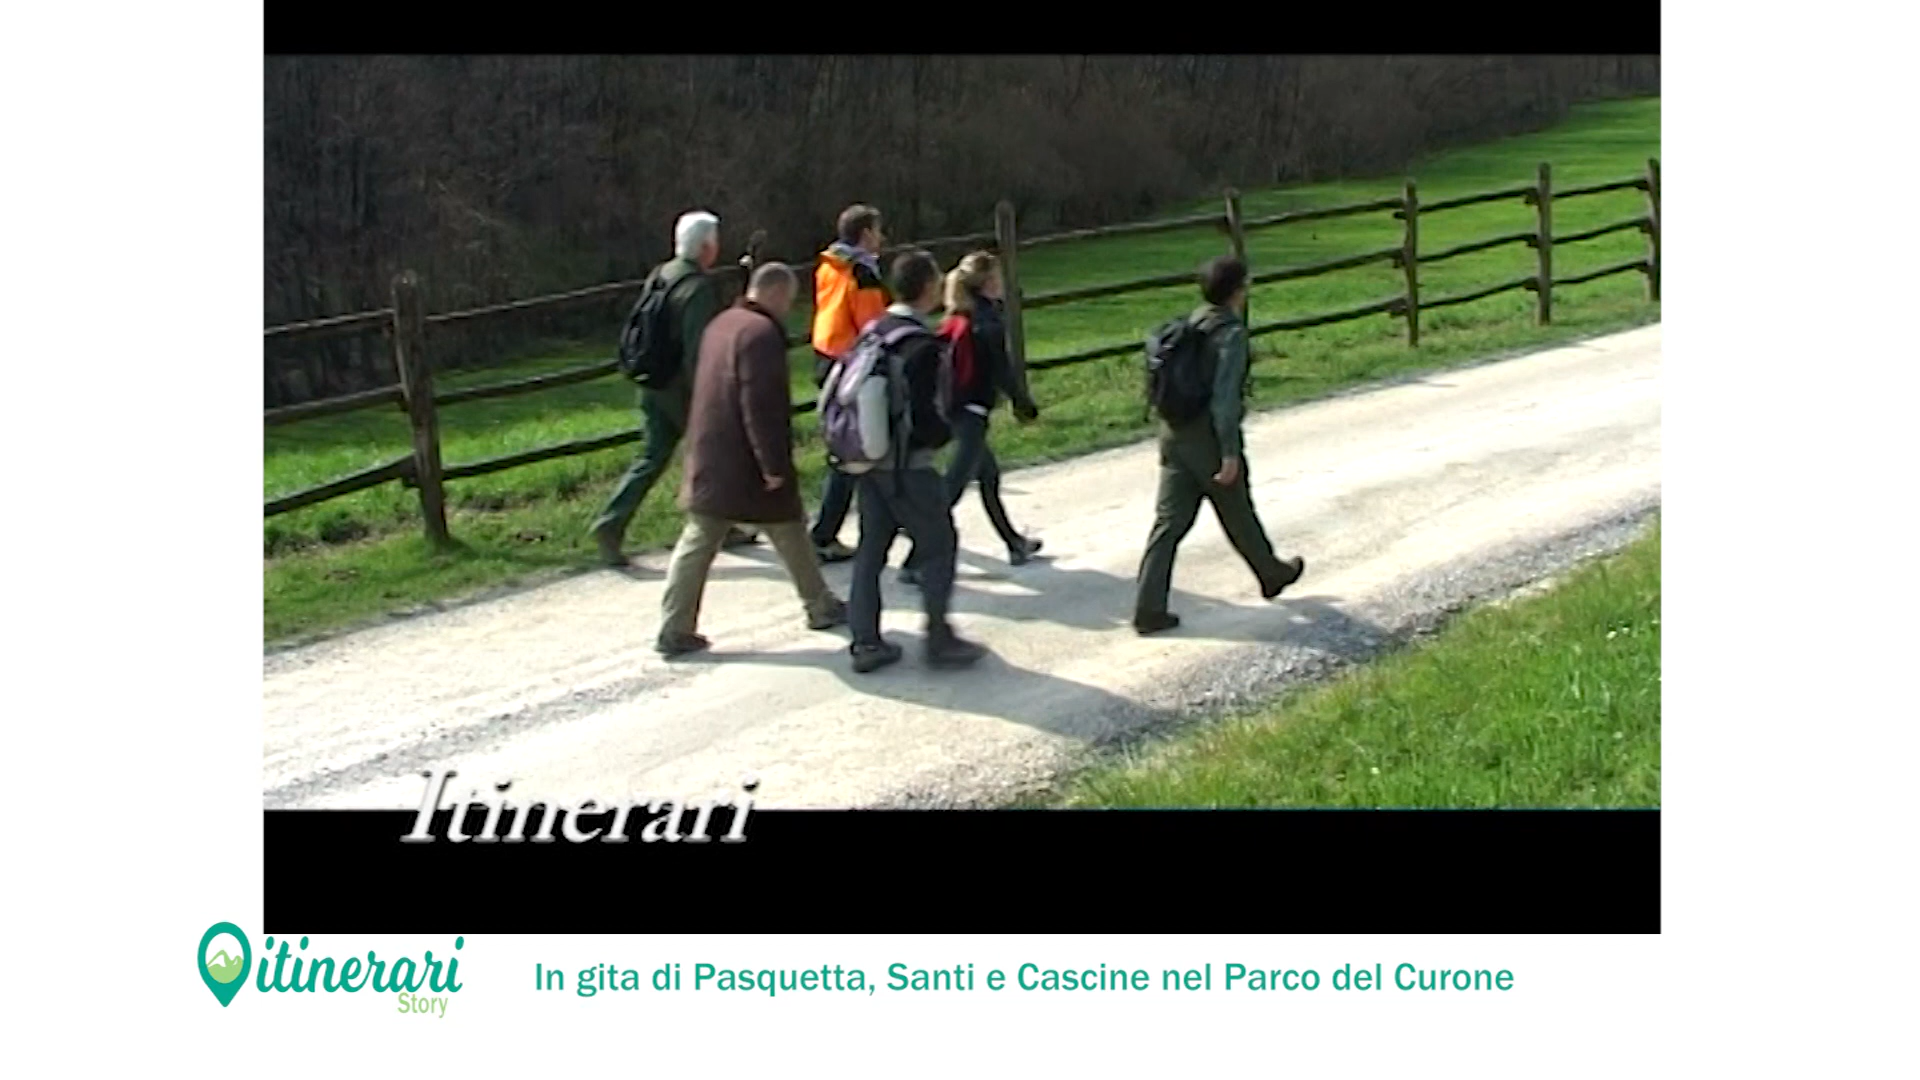 Itinerari
itinerari
Story
In gita di Pasquetta, Santi e Cascine nel Parco del Curone